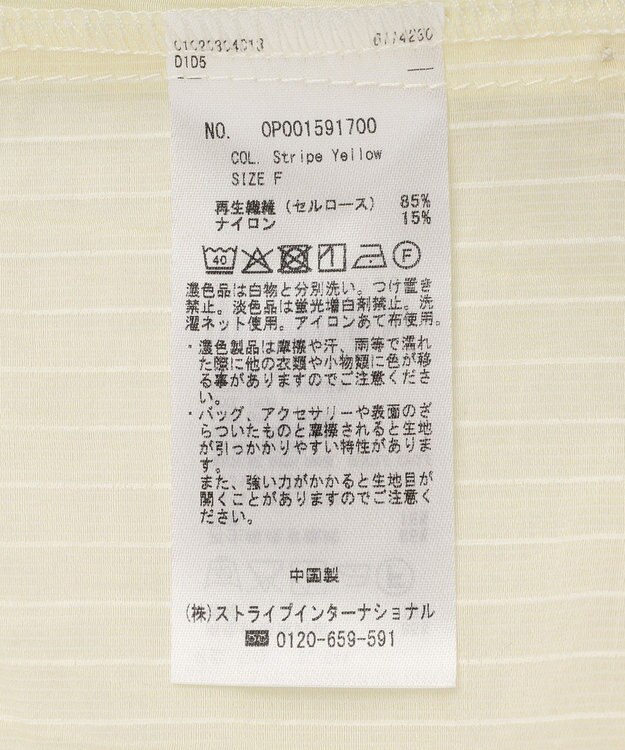 D1D5
NO. OP001591700
COL. Stripe Yellow
SIZE F
再生繊維（セルロース） 85%
ナイロン 15%
40 F
濃色品は白物と分別洗い。つけ置き
禁止。淡色品は蛍光増白剤禁止。洗
濯ネット使用。アイロンあて布使用。
・濃色製品は摩擦や汗、雨等で濡れ
た際に他の衣類や小物類に色が移
る事がありますのでご注意くださ
い。
・バッグ、アクセサリーや表面のざ
らついたものと摩擦されると生地
が引っかかりやすい特性がありま
す。
また、強い力がかかると生地目が
開くことがありますのでご注意く
ださい。
中国製
(株)ストライプインターナショナル
0120-659-591